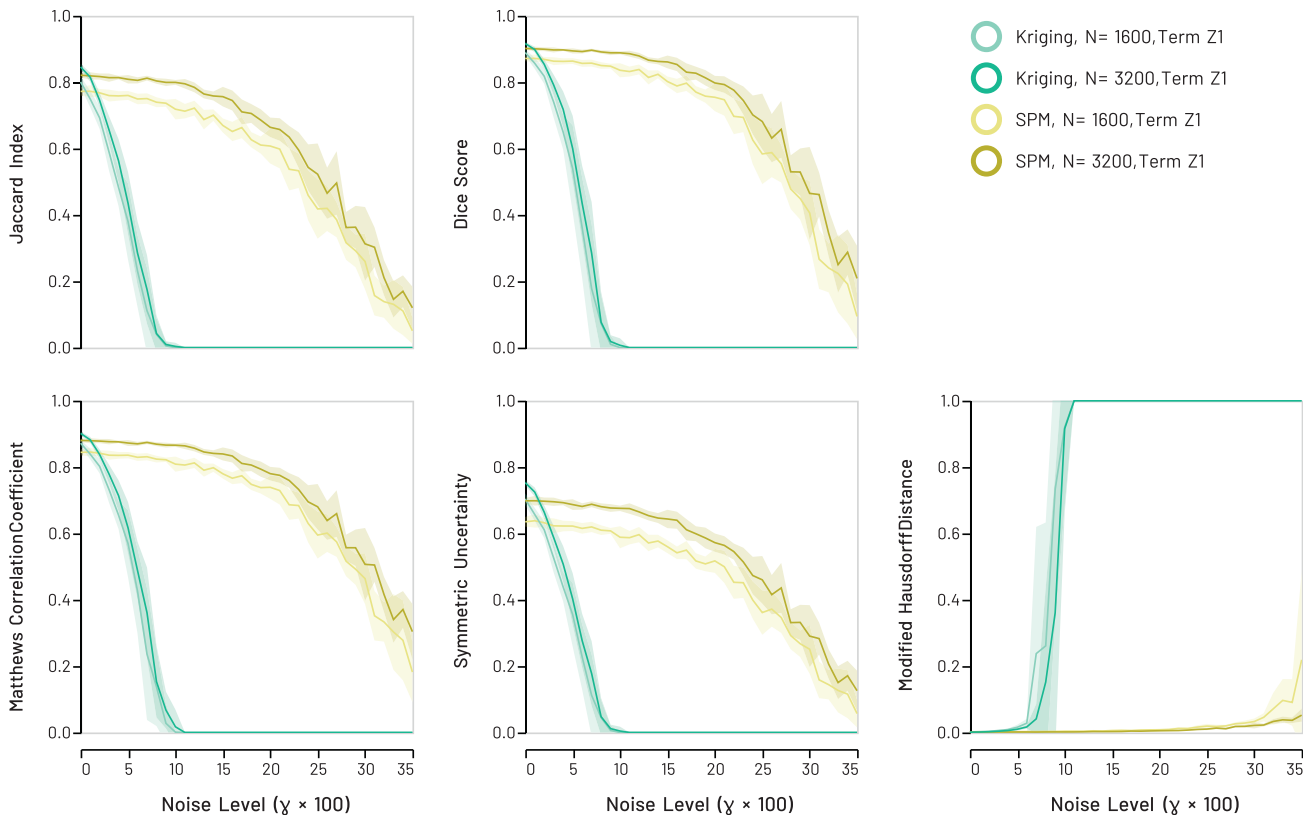 Jaccard Index
1.0
0.8
0.6
0.4
0.2
0.0
Dice Score
1.0
0.8
0.6
0.4
0.2
0.0
Kriging, N= 1600,Term Z1
Kriging, N= 3200,Term Z1
SPM, N= 1600,Term Z1
SPM, N= 3200,Term Z1
Matthews CorrelationCoefficient
1.0
0.8
0.6
0.4
0.2
0.0
0 5 10 15 20 25 30 35
Noise Level (ɣ × 100)
Symmetric Uncertainty
1.0
0.8
0.6
0.4
0.2
0.0
0 5 10 15 20 25 30 35
Noise Level (ɣ × 100)
Modified HausdorffDistance
1.0
0.8
0.6
0.4
0.2
0.0
0 5 10 15 20 25 30 35
Noise Level (ɣ × 100)